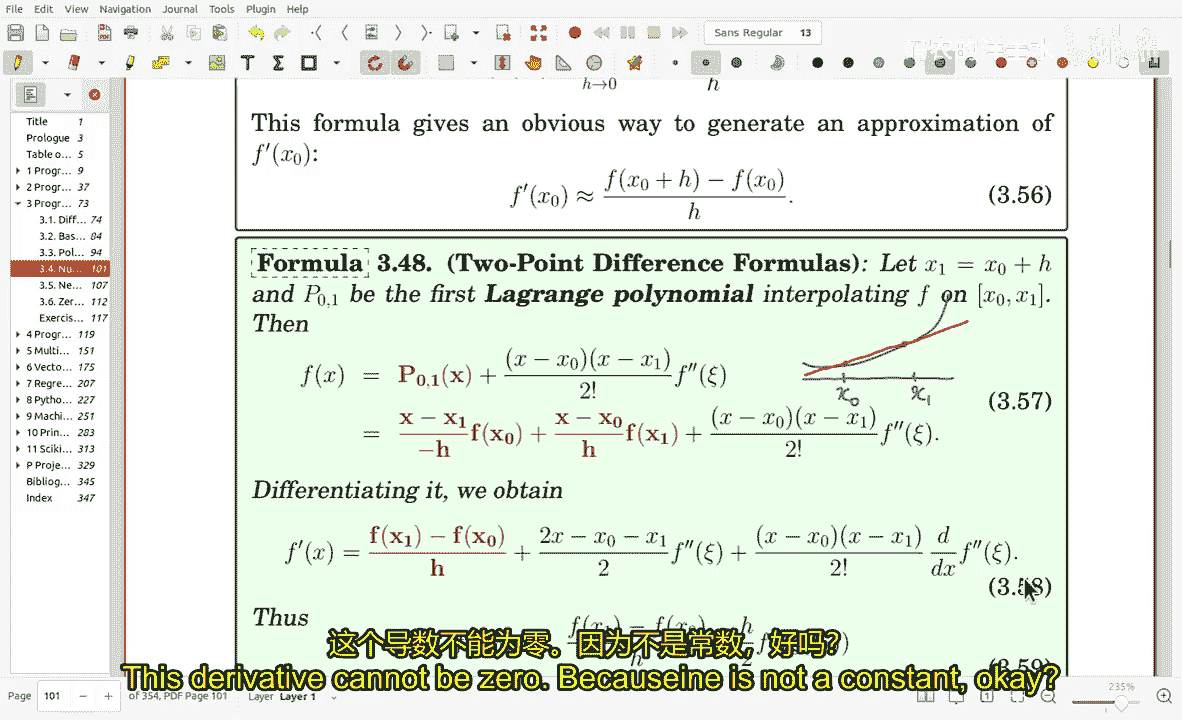 File Edit View Navigation Journal Tools Plugin Help
Sans Regular 13
Title 1
Prologue 3
Table o... 5
1 Progr... 9
2 Progr... 37
3 Progr... 73
3.1. Diff... 74
3.2. Bas... 84
3.3. Pol... 94
3.4. Nu... 101
3.5. Ne... 107
3.6. Zer... 112
Exercis... 117
4 Progr... 119
5 Multi... 151
6 Vecto... 175
7 Regre... 207
8 Pytho... 227
9 Machi... 251
10 Prin... 283
11 Sciki... 313
P Proje... 329
Bibliog... 345
Index 347
h→0 h
This formula gives an obvious way to generate an approximation of
f′(x₀):
f′(x₀) ≈ f(x₀ + h) − f(x₀) / h . (3.56)
Formula 3.48. (Two-Point Difference Formulas): Let x₁ = x₀ + h
and P₀,₁ be the first Lagrange polynomial interpolating f on [x₀, x₁].
Then
f(x) = P₀,₁(x) + (x − x₀)(x − x₁) / 2! f″(ξ)
x₀ x₁
= x − x₁ / −h f(x₀) + x − x₀ / h f(x₁) + (x − x₀)(x − x₁) / 2! f″(ξ). (3.57)
Differentiating it, we obtain
f′(x) = f(x₁) − f(x₀) / h + 2x − x₀ − x₁ / 2 f″(ξ) + (x − x₀)(x − x₁) / 2! d/dx f″(ξ).
(3.58)
Thus
(3.59)
这个导数不能为零。因为不是常数，好吗？
This derivative cannot be zero. Becauseine is not a constant, okay?
Page 101 of 354, PDF Page 101 Layer Layer 1 235%